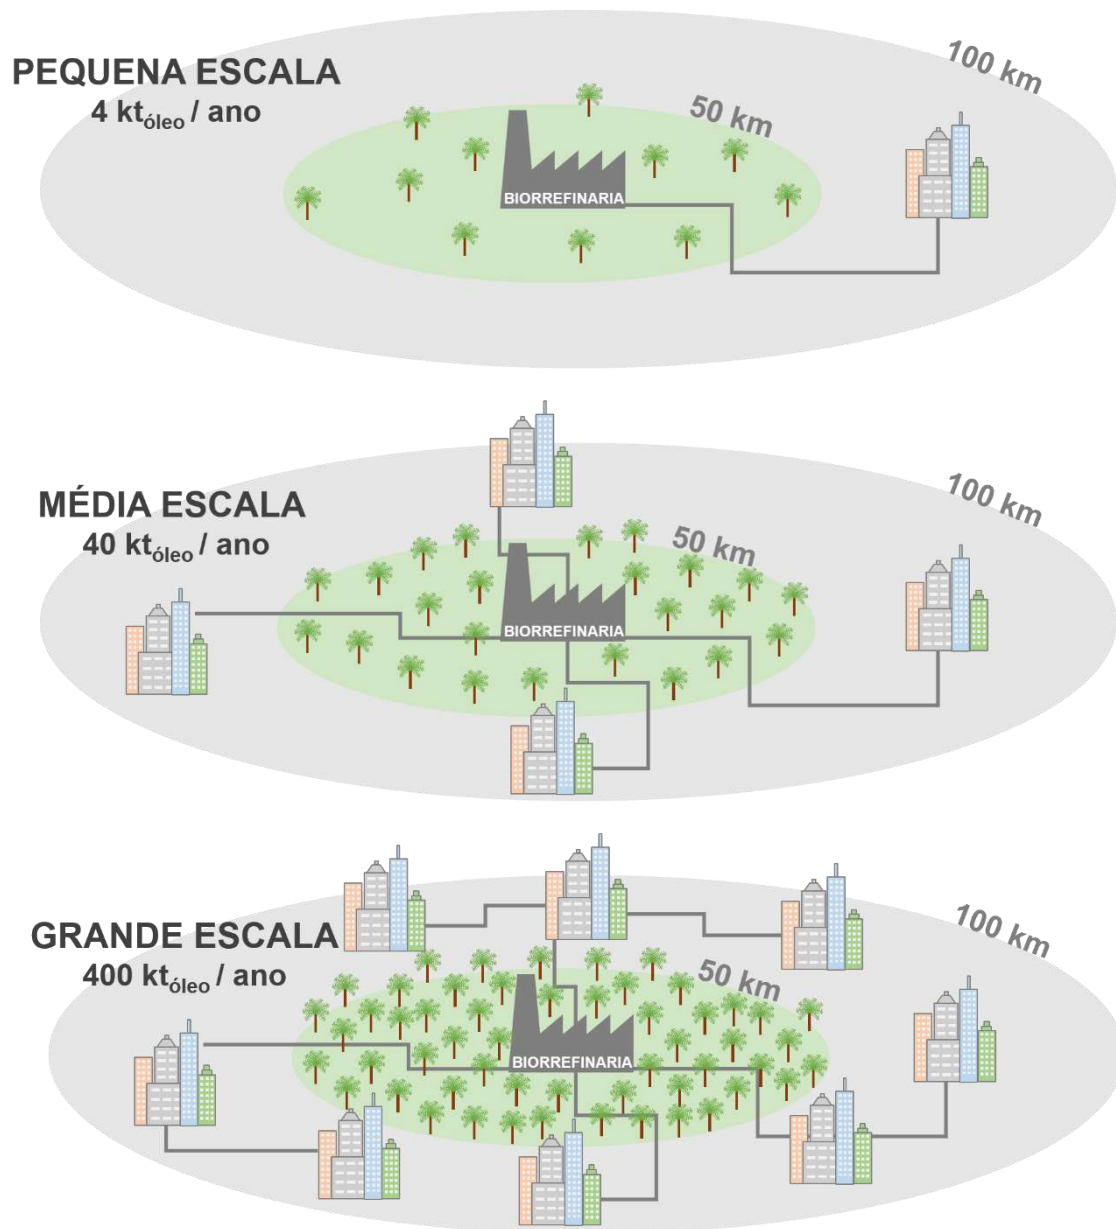 PEQUENA ESCALA
4 któleo / ano
100 km
50 km
BIORREFINARIA
MÉDIA ESCALA
40 któleo / ano
100 km
50 km
BIORREFINARIA
GRANDE ESCALA
400 któleo / ano
100 km
50 km
BIORREFINARIA